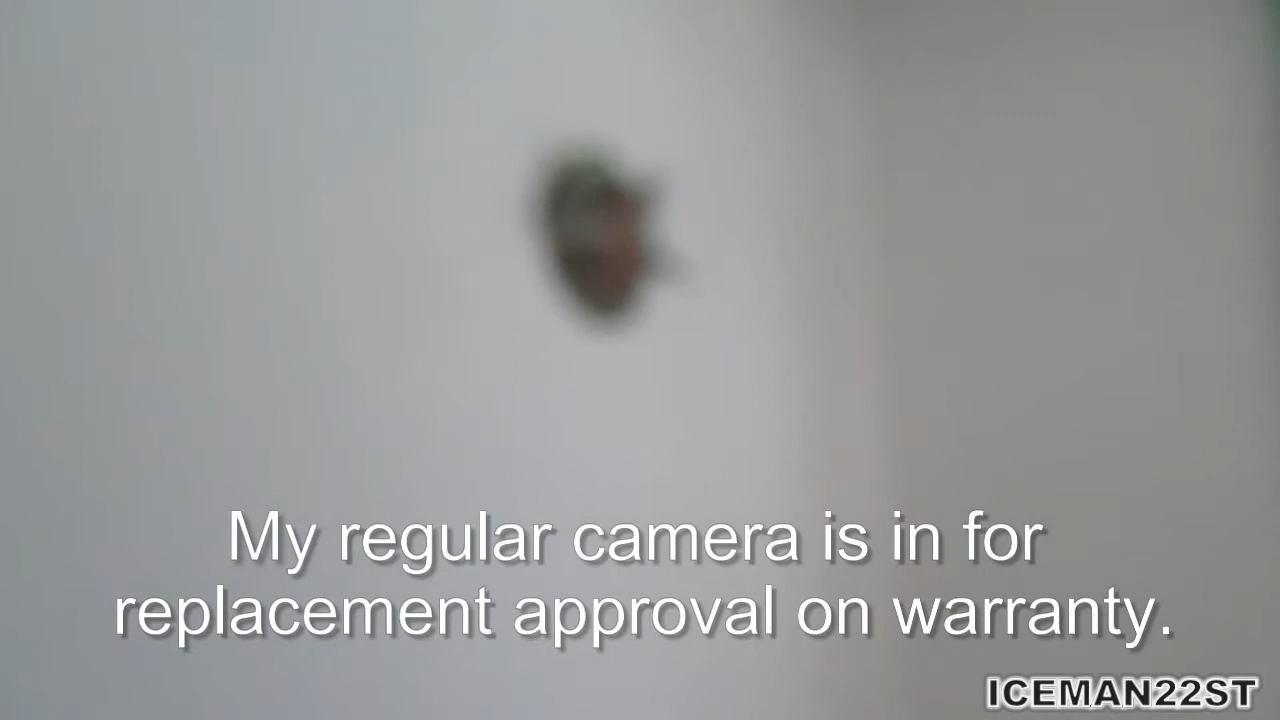 My regular camera is in for
replacement approval on warranty.
ICEMAN22ST